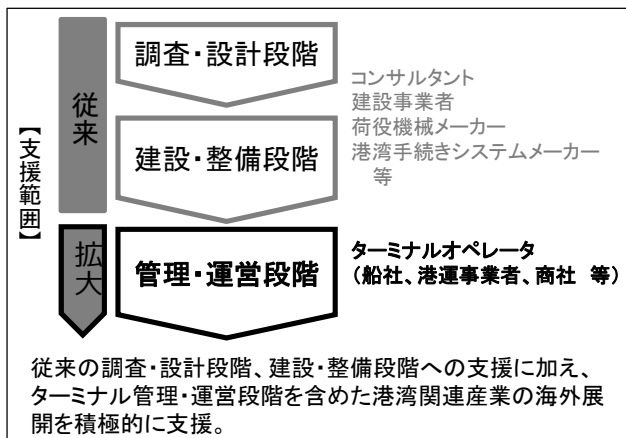 【支援範囲】
従来
調査・設計段階
建設・整備段階
コンサルタント
建設事業者
荷役機械メーカー
港湾手続きシステムメーカー
等
拡大
管理・運営段階
ターミナルオペレータ
（船社、港運事業者、商社 等）
従来の調査・設計段階、建設・整備段階への支援に加え、
ターミナル管理・運営段階を含めた港湾関連産業の海外展
開を積極的に支援。